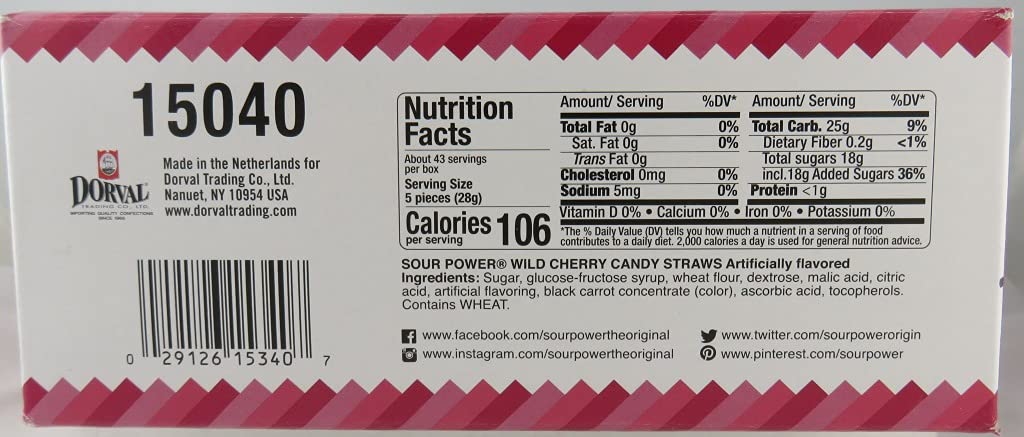 15040
DORVAL
TRADING CO., LTD.
IMPORTING QUALITY CONFECTIONS
SINCE 1966
Made in the Netherlands for
Dorval Trading Co., Ltd.
Nanuet, NY 10954 USA
www.dorvaltrading.com
0 29126 15340 7
Nutrition
Facts
About 43 servings
per box
Serving Size
5 pieces (28g)
Calories 106
per serving
Amount/ Serving %DV*
Total Fat 0g 0%
Sat. Fat 0g 0%
Trans Fat 0g
Cholesterol 0mg 0%
Sodium 5mg 0%
Amount/ Serving %DV*
Total Carb. 25g 9%
Dietary Fiber 0.2g <1%
Total sugars 18g
incl.18g Added Sugars 36%
Protein <1g
Vitamin D 0% • Calcium 0% • Iron 0% • Potassium 0%
*The % Daily Value (DV) tells you how much a nutrient in a serving of food
contributes to a daily diet. 2,000 calories a day is used for general nutrition advice.
SOUR POWER® WILD CHERRY CANDY STRAWS Artificially flavored
Ingredients: Sugar, glucose-fructose syrup, wheat flour, dextrose, malic acid, citric
acid, artificial flavoring, black carrot concentrate (color), ascorbic acid, tocopherols.
Contains WHEAT.
www.facebook.com/sourpowertheoriginal
www.twitter.com/sourpowerorigin
www.instagram.com/sourpowertheoriginal
www.pinterest.com/sourpower